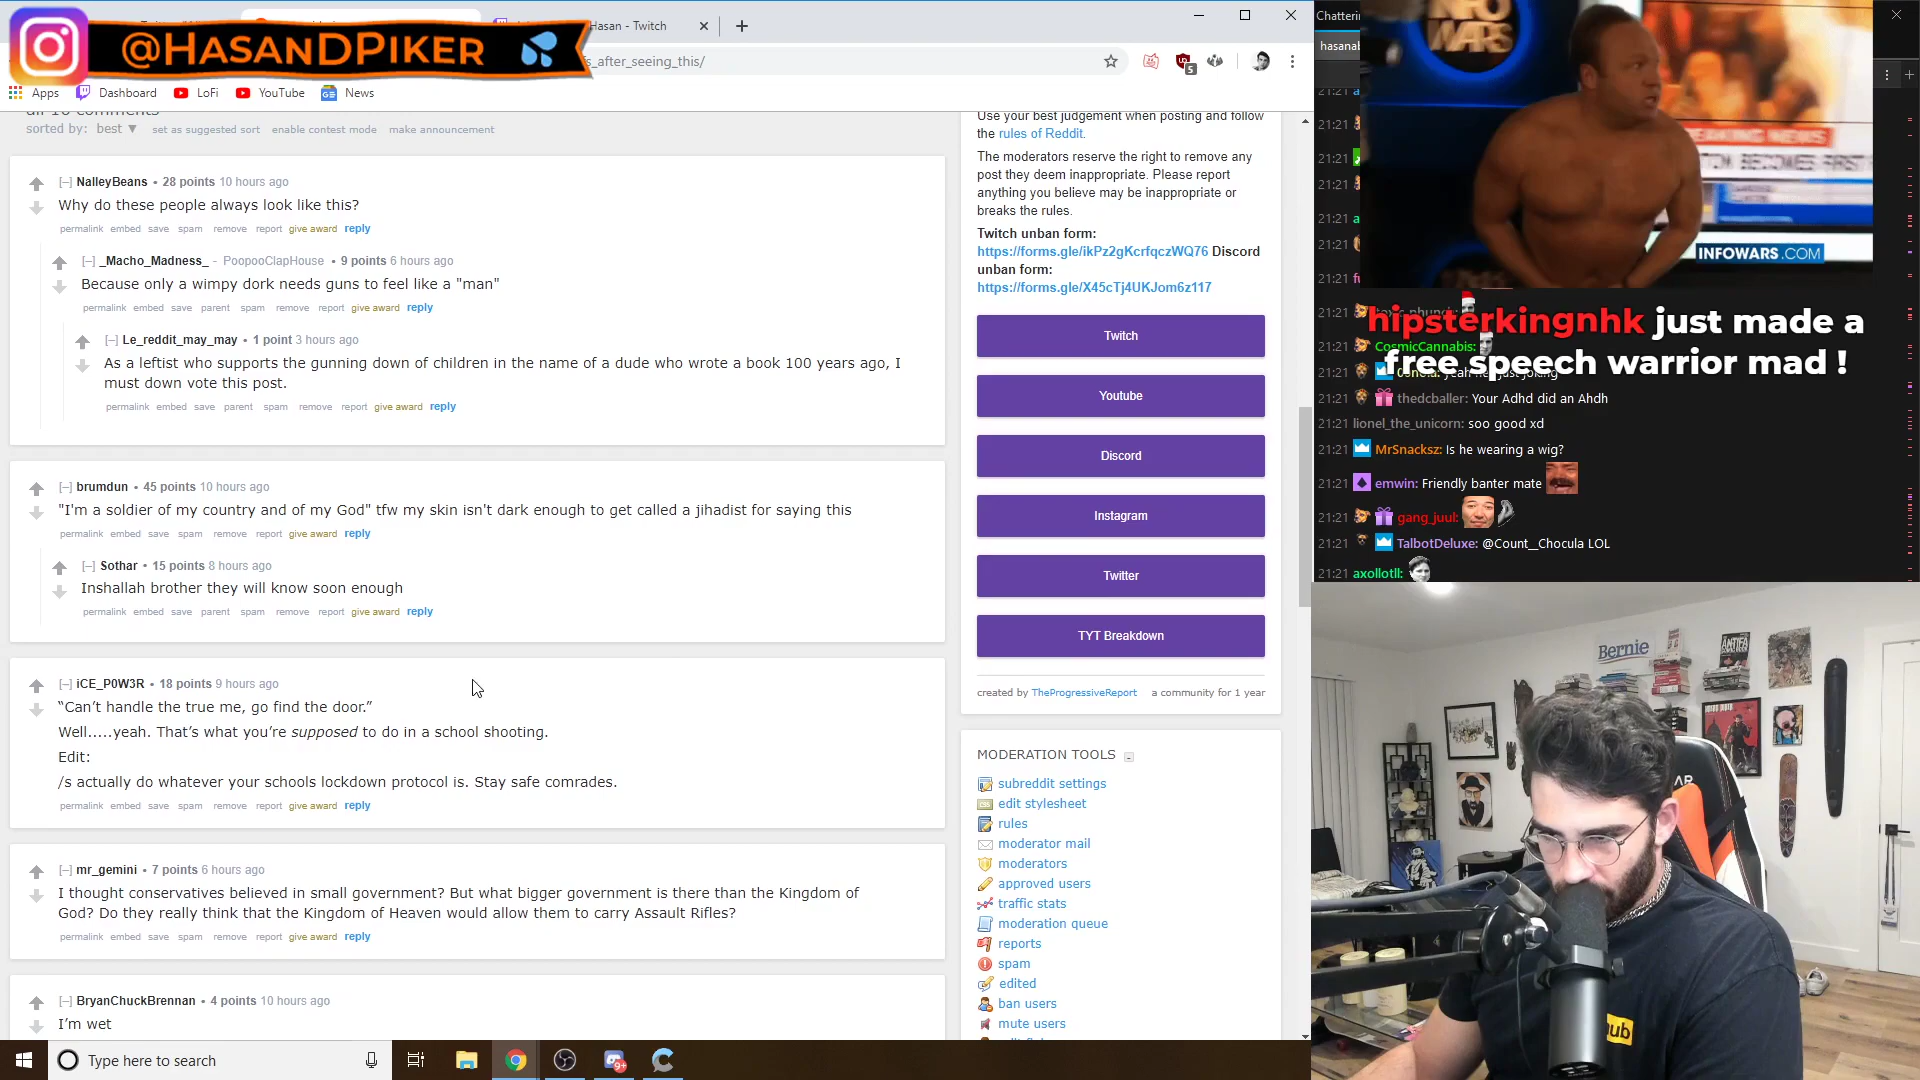 @HasanDPiker
Hasan - Twitch
s_after_seeing_this/
Apps
Dashboard
LoFi
YouTube
News
sorted by: best ▼ set as suggested sort enable contest mode make announcement
[–] NalleyBeans • 28 points 10 hours ago
Why do these people always look like this?
permalink embed save spam remove report give award reply
[–] _Macho_Madness_ - PoopooClapHouse • 9 points 6 hours ago
Because only a wimpy dork needs guns to feel like a "man"
permalink embed save parent spam remove report give award reply
[–] Le_reddit_may_may • 1 point 3 hours ago
As a leftist who supports the gunning down of children in the name of a dude who wrote a book 100 years ago, I
must down vote this post.
permalink embed save parent spam remove report give award reply
[–] brumdun • 45 points 10 hours ago
"I'm a soldier of my country and of my God" tfw my skin isn't dark enough to get called a jihadist for saying this
permalink embed save spam remove report give award reply
[–] Sothar • 15 points 8 hours ago
Inshallah brother they will know soon enough
permalink embed save parent spam remove report give award reply
[–] iCE_P0W3R • 18 points 9 hours ago
“Can’t handle the true me, go find the door.”
Well.....yeah. That’s what you’re supposed to do in a school shooting.
Edit:
/s actually do whatever your schools lockdown protocol is. Stay safe comrades.
permalink embed save spam remove report give award reply
[–] mr_gemini • 7 points 6 hours ago
I thought conservatives believed in small government? But what bigger government is there than the Kingdom of
God? Do they really think that the Kingdom of Heaven would allow them to carry Assault Rifles?
permalink embed save spam remove report give award reply
[–] BryanChuckBrennan • 4 points 10 hours ago
I’m wet
Use your best judgement when posting and follow
the rules of Reddit.
The moderators reserve the right to remove any
post they deem inappropriate. Please report
anything you believe may be inappropriate or
breaks the rules.
Twitch unban form:
https://forms.gle/ikPz2gKcrfqczWQ76 Discord
unban form:
https://forms.gle/X45cTj4UKJom6z117
Twitch
Youtube
Discord
Instagram
Twitter
TYT Breakdown
created by TheProgressiveReport a community for 1 year
MODERATION TOOLS
subreddit settings
edit stylesheet
rules
moderator mail
moderators
approved users
traffic stats
moderation queue
reports
spam
edited
ban users
mute users
Type here to search
INFOWARS.COM
hipsterkingnhk just made a
free speech warrior mad !
21:21 CosmicCannabis:
21:21 thedcballer: Your Adhd did an Ahdh
21:21 lionel_the_unicorn: soo good xd
21:21 MrSnacksz: Is he wearing a wig?
21:21 emwin: Friendly banter mate
21:21 gang_juul:
21:21 TalbotDeluxe: @Count__Chocula LOL
21:21 axollotll:
Bernie
ANTIFA
hub